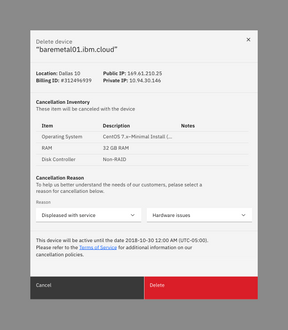 Delete device
"baremetal01.ibm.cloud"
Location: Dallas 10 Public IP: 169.61.210.25
Billing ID: #312496939 Private IP: 10.94.30.146
Cancellation Inventory
These item will be canceled with the device
Item Description Notes
Operating System CentOS 7.x-Minimal Install (...
RAM 32 GB RAM
Disk Controller Non-RAID
Cancellation Reason
To help us better understand the needs of our customers, please select a
reason for cancellation below.
Reason
Displeased with service Hardware issues
This device will be active until the date 2018-10-30 12:00 AM (UTC-05:00).
Please refer to the Terms of Service for additional information on our
cancellation policies.
Cancel Delete